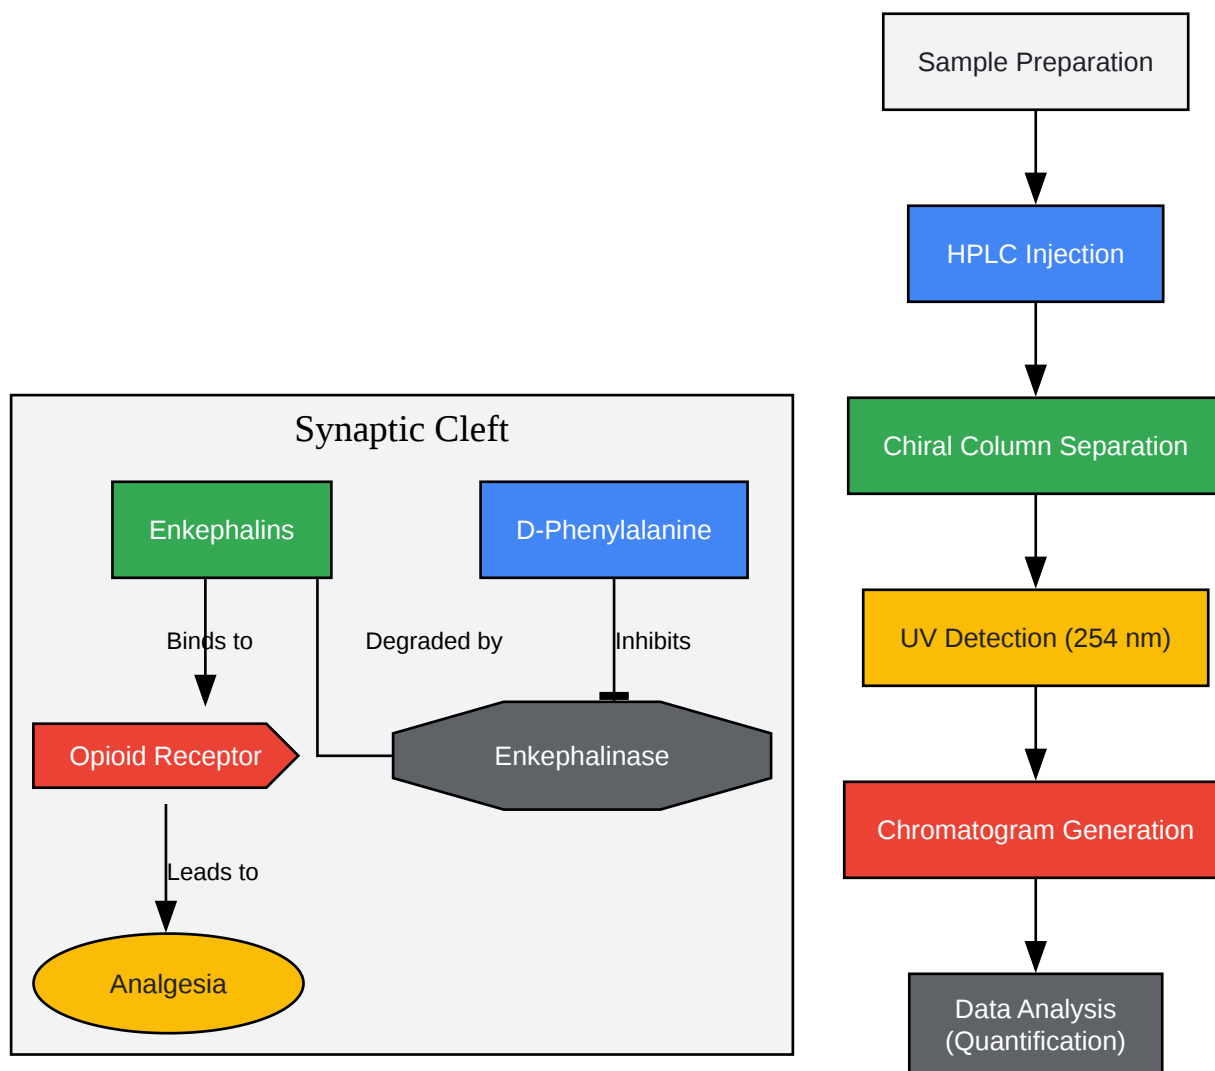 Sample Preparation
HPLC Injection
Chiral Column Separation
UV Detection (254 nm)
Chromatogram Generation
Data Analysis
(Quantification)
Synaptic Cleft
Enkephalins
D-Phenylalanine
Binds to
Degraded by
Inhibits
Opioid Receptor
Enkephalinase
Leads to
Analgesia